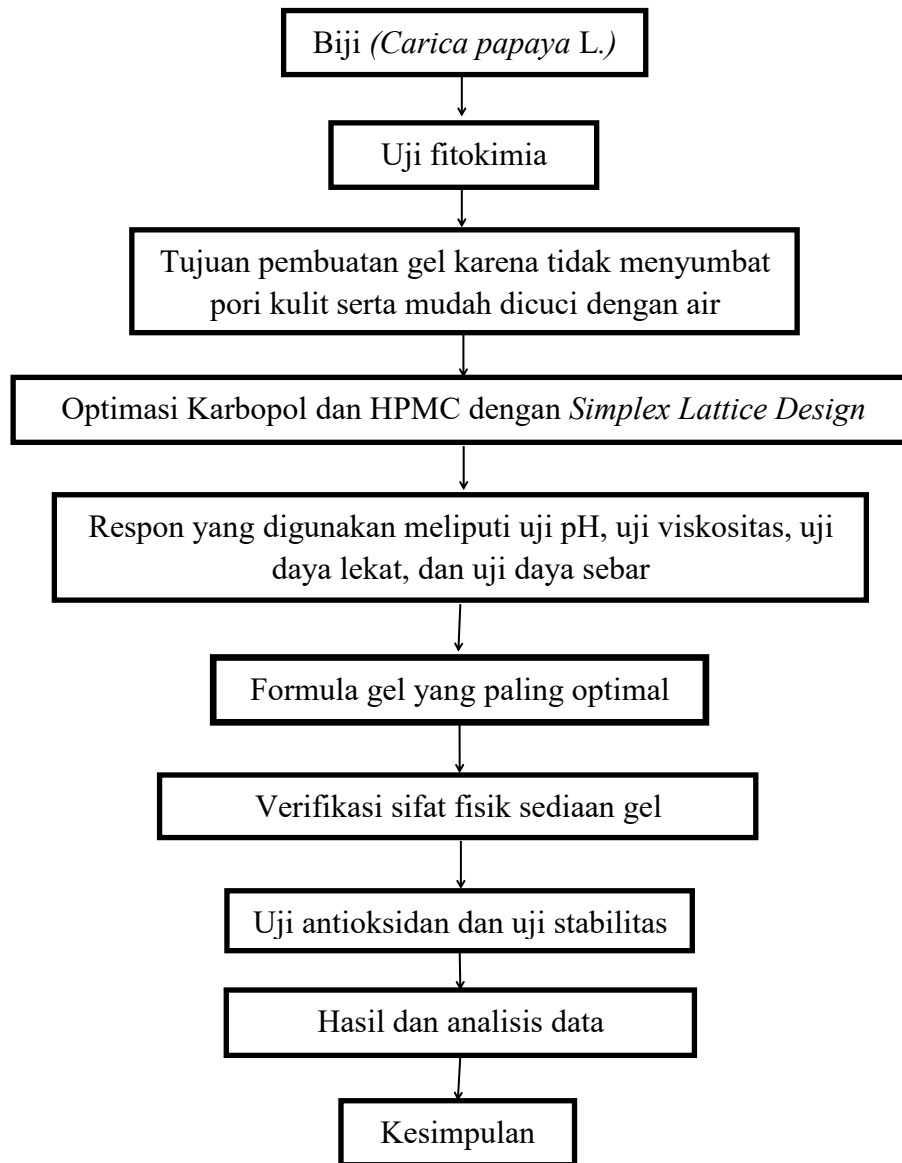 Biji (Carica papaya L.)
Uji fitokimia
Tujuan pembuatan gel karena tidak menyumbat
pori kulit serta mudah dicuci dengan air
Optimasi Karbopol dan HPMC dengan Simplex Lattice Design
Respon yang digunakan meliputi uji pH, uji viskositas, uji
daya lekat, dan uji daya sebar
Formula gel yang paling optimal
Verifikasi sifat fisik sediaan gel
Uji antioksidan dan uji stabilitas
Hasil dan analisis data
Kesimpulan